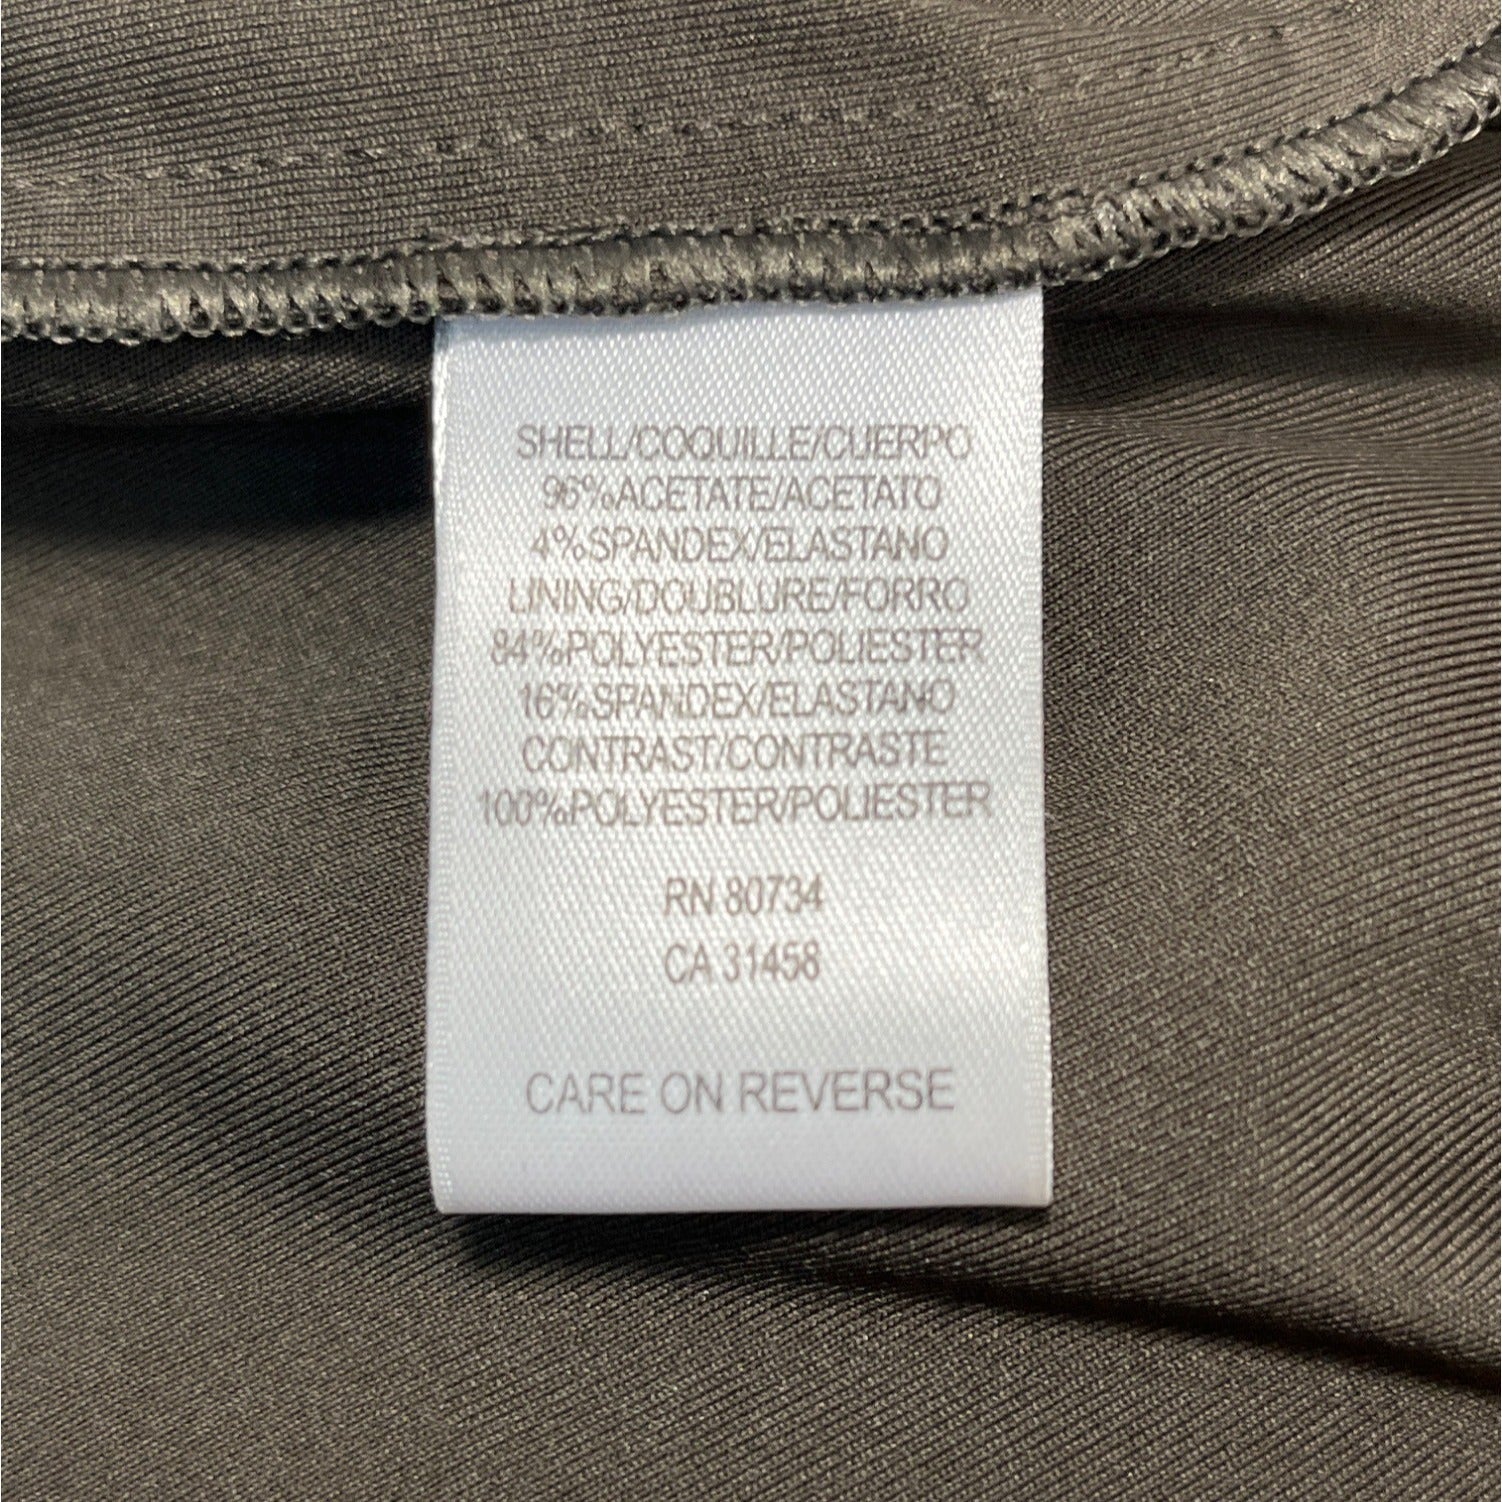 SHELL/COQUILLE/CUERPO
96%ACETATE/ACETATO
4%SPANDEX/ELASTANO
LINING/DOUBLURE/FORRO
84%POLYESTER/POLIESTER
16%SPANDEX/ELASTANO
CONTRAST/CONTRASTE
100%POLYESTER/POLIESTER
RN 80734
CA 31458
CARE ON REVERSE